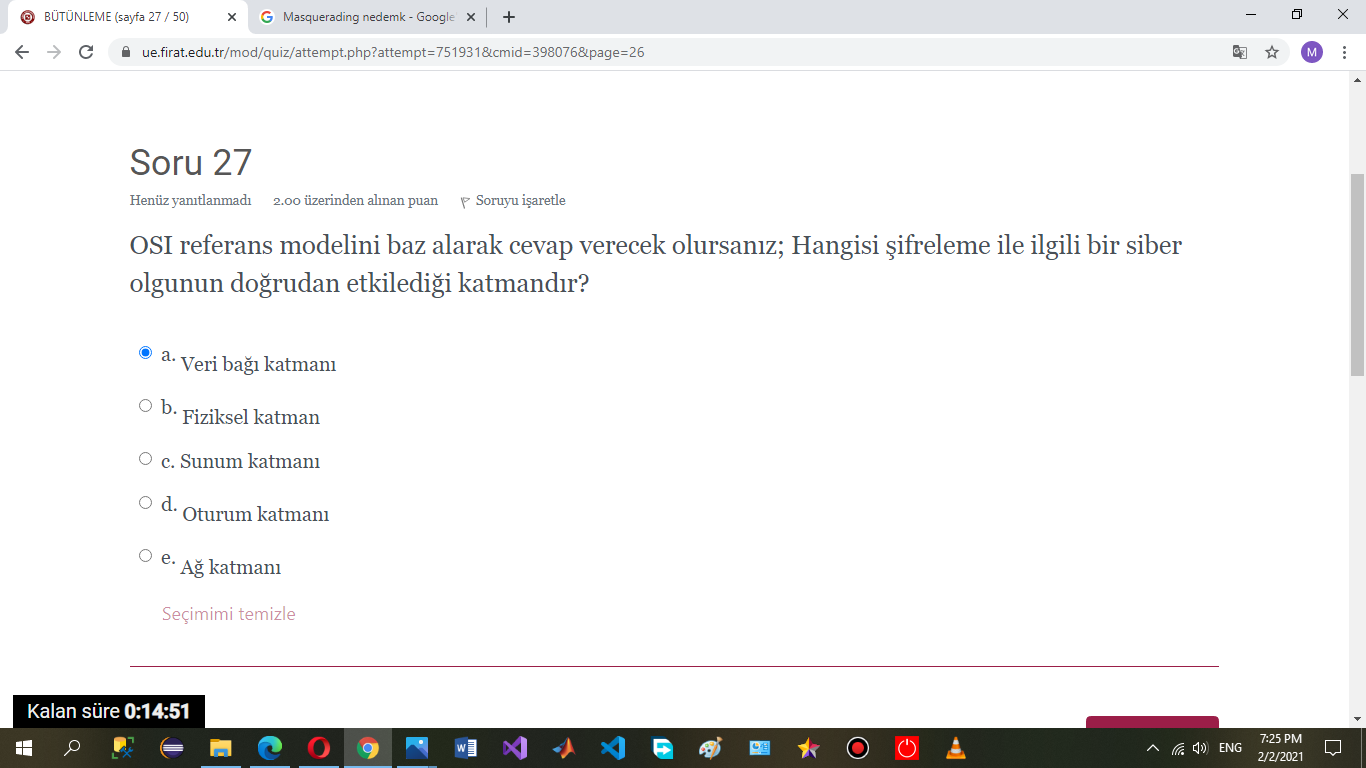 BÜTÜNLEME (sayfa 27 / 50)
Masquerading nedemk - Google
ue.firat.edu.tr/mod/quiz/attempt.php?attempt=751931&cmid=398076&page=26
M
Soru 27
Henüz yanıtlanmadı 2.00 üzerinden alınan puan Soruyu işaretle
OSI referans modelini baz alarak cevap verecek olursanız; Hangisi şifreleme ile ilgili bir siber
olgunun doğrudan etkilediği katmandır?
a. Veri bağı katmanı
b. Fiziksel katman
c. Sunum katmanı
d. Oturum katmanı
e. Ağ katmanı
Seçimimi temizle
Kalan süre 0:14:51
ENG
7:25 PM
2/2/2021